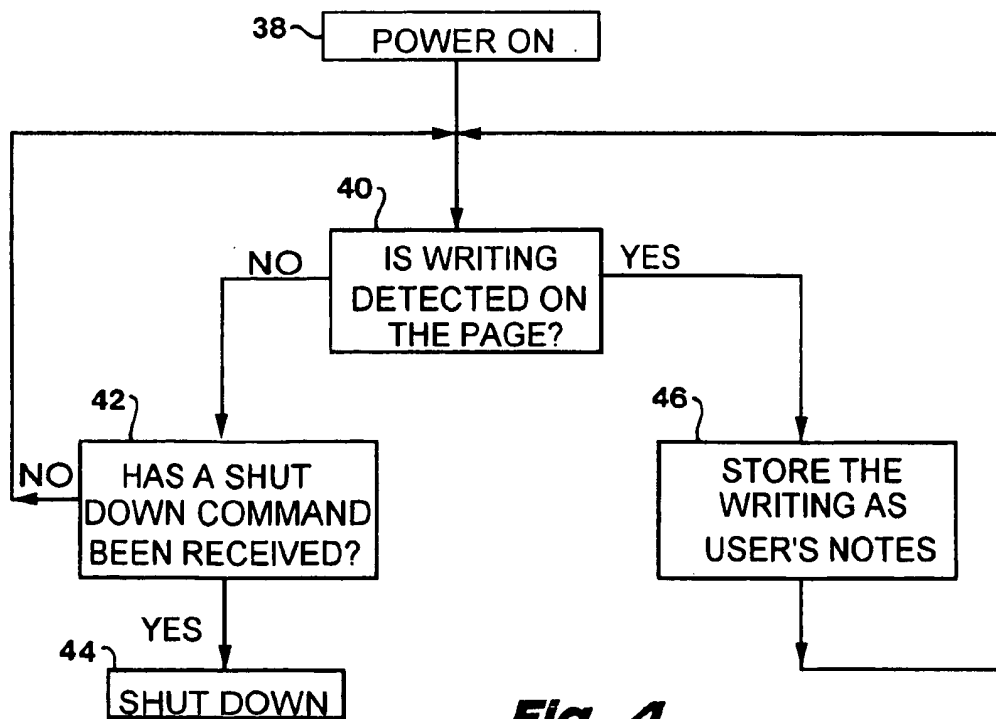 38
POWER ON
40
IS WRITING
DETECTED ON
THE PAGE?
NO
YES
42
HAS A SHUT
DOWN COMMAND
BEEN RECEIVED?
NO
46
STORE THE
WRITING AS
USER'S NOTES
YES
44
SHUT DOWN
Fig. 4